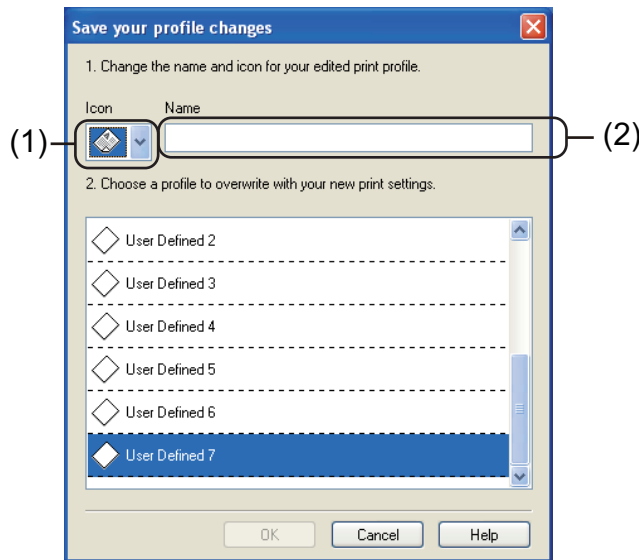 Save your profile changes
1. Change the name and icon for your edited print profile.
Icon Name
(1) (2)
2. Choose a profile to overwrite with your new print settings.
User Defined 2
User Defined 3
User Defined 4
User Defined 5
User Defined 6
User Defined 7
OK Cancel Help